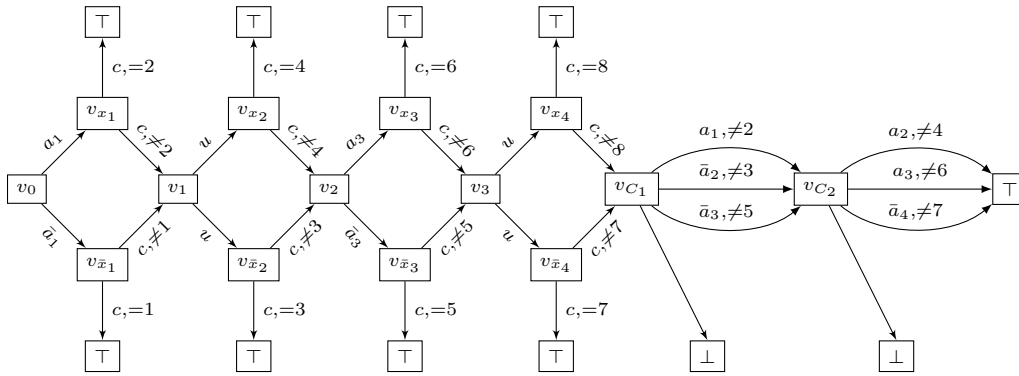 ⊤ ⊤ ⊤ ⊤
c,=2 c,=4 c,=6 c,=8
v_{x_1} v_{x_2} v_{x_3} v_{x_4}
a_1 c,≠2 u c,≠4 a_3 c,≠6 u c,≠8 a_1,≠2 a_2,≠4
v_0 v_1 v_2 v_3 v_{C_1} ā_2,≠3 v_{C_2} a_3,≠6 ⊤
ā_1 c,≠1 u c,≠3 ā_3 c,≠5 u c,≠7 ā_3,≠5 ā_4,≠7
v_{x̄_1} v_{x̄_2} v_{x̄_3} v_{x̄_4}
c,=1 c,=3 c,=5 c,=7
⊤ ⊤ ⊤ ⊤ ⊥ ⊥